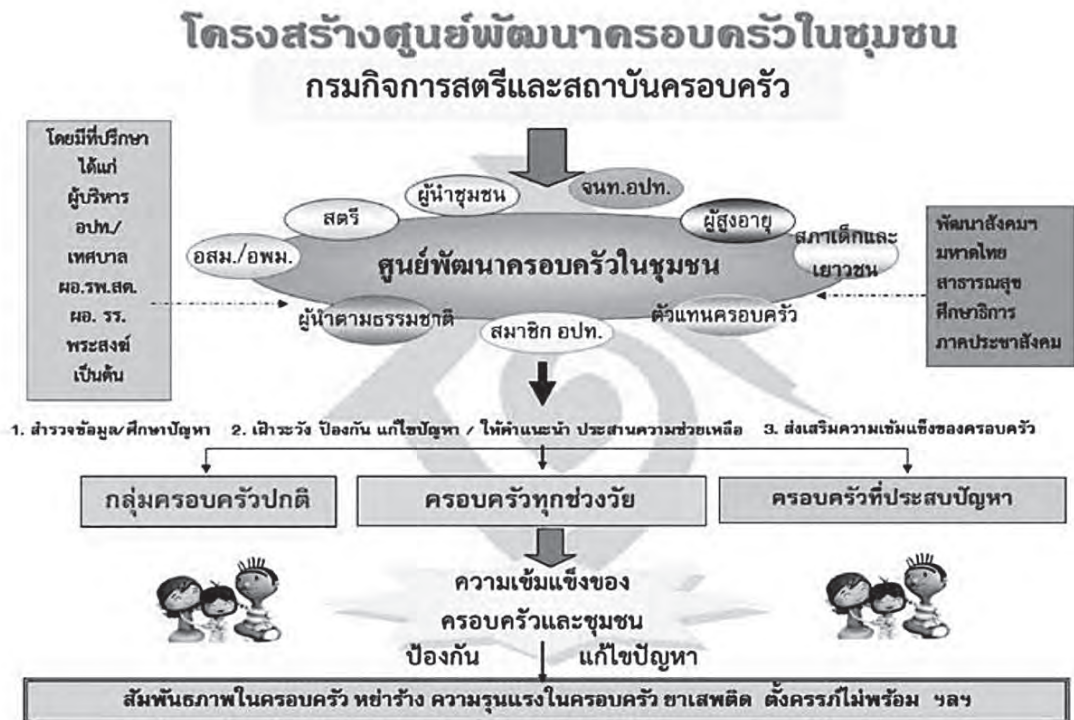 โครงสร้างศูนย์พัฒนาครอบครัวในชุมชน
กรมกิจการสตรีและสถาบันครอบครัว
โดยมีที่ปรึกษา
ได้แก่
ผู้บริหาร
อปท./
เทศบาล
ผอ.รพ.สต.
ผอ. รร.
พระสงฆ์
เป็นต้น
อสม./อพม.
สตรี
ผู้นำชุมชน
จนท.อปท.
ผู้สูงอายุ
สภาเด็กและ
เยาวชน
ศูนย์พัฒนาครอบครัวในชุมชน
ผู้นำตามธรรมชาติ
สมาชิก อปท.
ตัวแทนครอบครัว
พัฒนาสังคมฯ
มหาดไทย
สาธารณสุข
ศึกษาธิการ
ภาคประชาสังคม
1. สำรวจข้อมูล/ศึกษาปัญหา 2. เฝ้าระวัง ป้องกัน แก้ไขปัญหา / ให้คำแนะนำ ประสานความช่วยเหลือ 3. ส่งเสริมความเข้มแข็งของครอบครัว
กลุ่มครอบครัวปกติ
ครอบครัวทุกช่วงวัย
ครอบครัวที่ประสบปัญหา
ความเข้มแข็งของ
ครอบครัวและชุมชน
ป้องกัน แก้ไขปัญหา
สัมพันธภาพในครอบครัว หย่าร้าง ความรุนแรงในครอบครัว ยาเสพติด ตั้งครรภ์ไม่พร้อม ฯลฯ